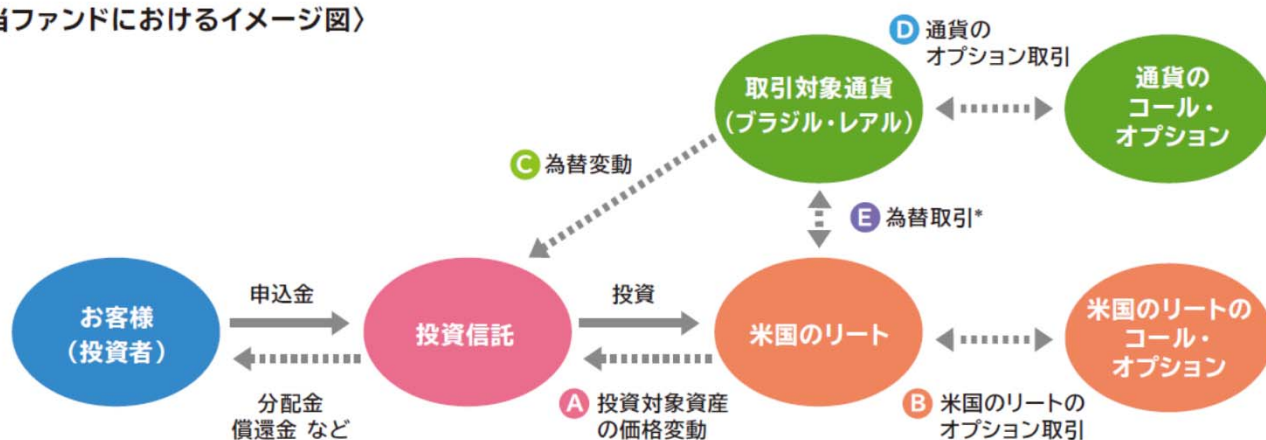 当ファンドにおけるイメージ図〉
D 通貨の
オプション取引
取引対象通貨
(ブラジル・レアル)
通貨の
コール・
オプション
C 為替変動
E 為替取引*
お客様
(投資者)
申込金
分配金
償還金 など
投資信託
投資
A 投資対象資産
の価格変動
米国のリート
B 米国のリートの
オプション取引
米国のリートの
コール・
オプション